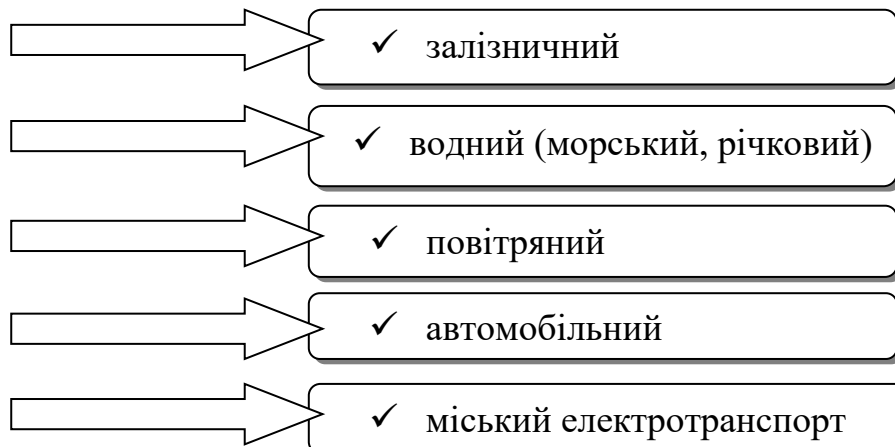 ✓ залізничний
✓ водний (морський, річковий)
✓ повітряний
✓ автомобільний
✓ міський електротранспорт